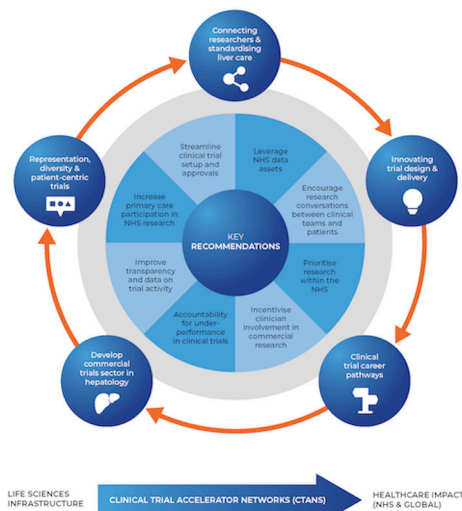 Connecting
researchers &
standardising
liver care
Innovating
trial design &
delivery
Clinical
trial career
pathways
Develop
commercial
trials sector in
hepatology
Representation,
diversity &
patient-centric
trials
KEY
RECOMMENDATIONS
Leverage
NHS data
assets
Encourage
research
conversations
between clinical
teams and
patients
Prioritise
research
within the
NHS
Incentivise
clinician
involvement in
commercial
research
Accountability
for under-
performance
in clinical trials
Improve
transparency
and data on
trial activity
Increase
primary care
participation in
NHS research
Streamline
clinical trial
setup and
approvals
LIFE SCIENCES
INFRASTRUCTURE
CLINICAL TRIAL ACCELERATOR NETWORKS (CTANS)
HEALTHCARE IMPACT
(NHS & GLOBAL)